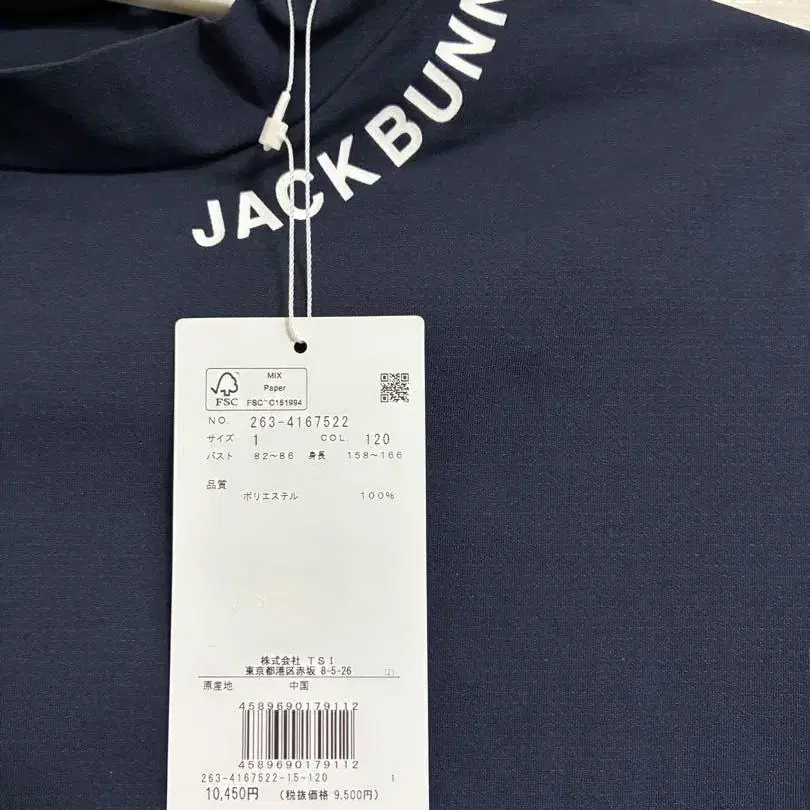 JACK BUNN
MIX
Paper
FSC™ C151994
FSC
NO. 263-4167522
サイズ 1 COL 120
バスト 82~86 身長 158~166
品質
ポリエステル 100%
株式会社 TSI
東京都港区赤坂 8-5-26 (Z)
原産地 中国
4589690179112
4589690179112
263-4167522-15-120 1
10,450円 (税抜価格 9,500円)